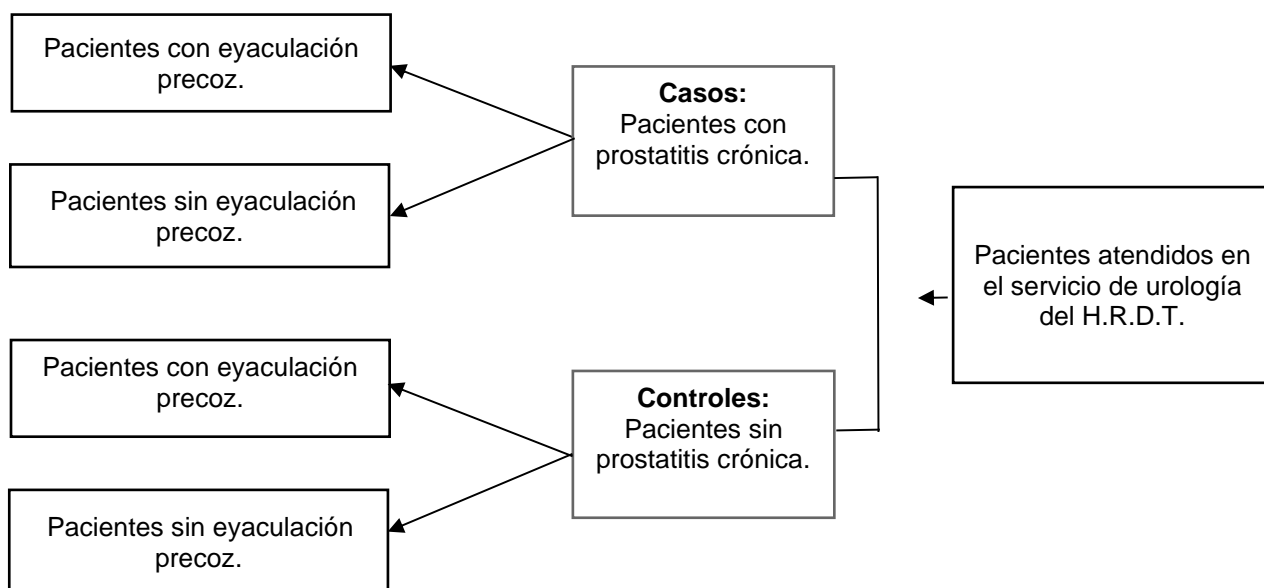 Pacientes con eyaculación
precoz.
Pacientes sin eyaculación
precoz.
Casos:
Pacientes con
prostatitis crónica.
Pacientes atendidos en
el servicio de urología
del H.R.D.T.
Pacientes con eyaculación
precoz.
Pacientes sin eyaculación
precoz.
Controles:
Pacientes sin
prostatitis crónica.